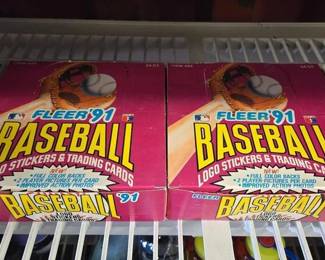 FLEER '91
BASEBALL
LOGO STICKERS & TRADING CARDS
• FULL COLOR BACKS
• 2 PLAYER PICTURES PER CARD
• IMPROVED ACTION PHOTOS
BASEBALL '91
FLEER '91
BASEBALL
LOGO STICKERS & TRADING CARDS
NEW!
• FULL COLOR BACKS
• 2 PLAYER PICTURES PER CARD
• IMPROVED ACTION PHOTOS
FLEER BASEBALL '91